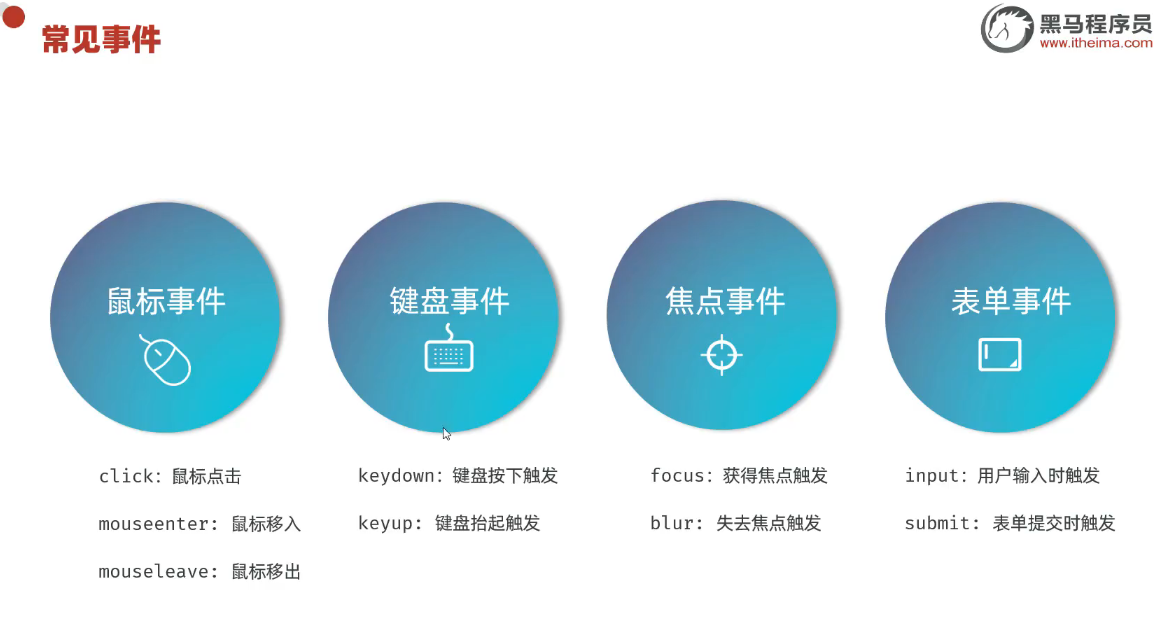 常见事件
黑马程序员
www.itheima.com
鼠标事件
click: 鼠标点击
mouseenter: 鼠标移入
mouseleave: 鼠标移出
键盘事件
keydown: 键盘按下触发
keyup: 键盘抬起触发
焦点事件
focus: 获得焦点触发
blur: 失去焦点触发
表单事件
input: 用户输入时触发
submit: 表单提交时触发